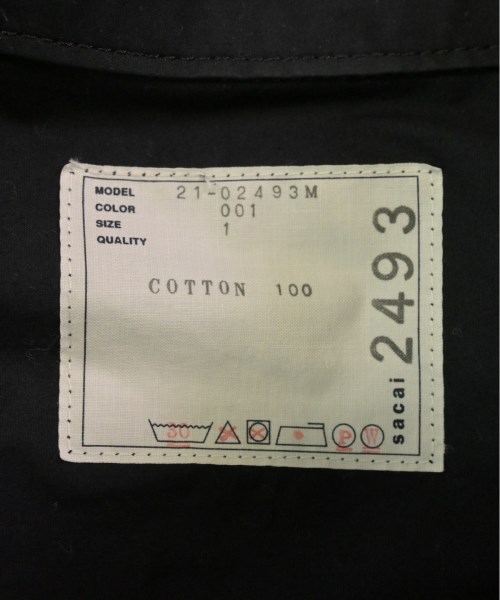 MODEL 21-02493M
COLOR 001
SIZE 1
QUALITY
COTTON 100
30
P
W
sacai 2493